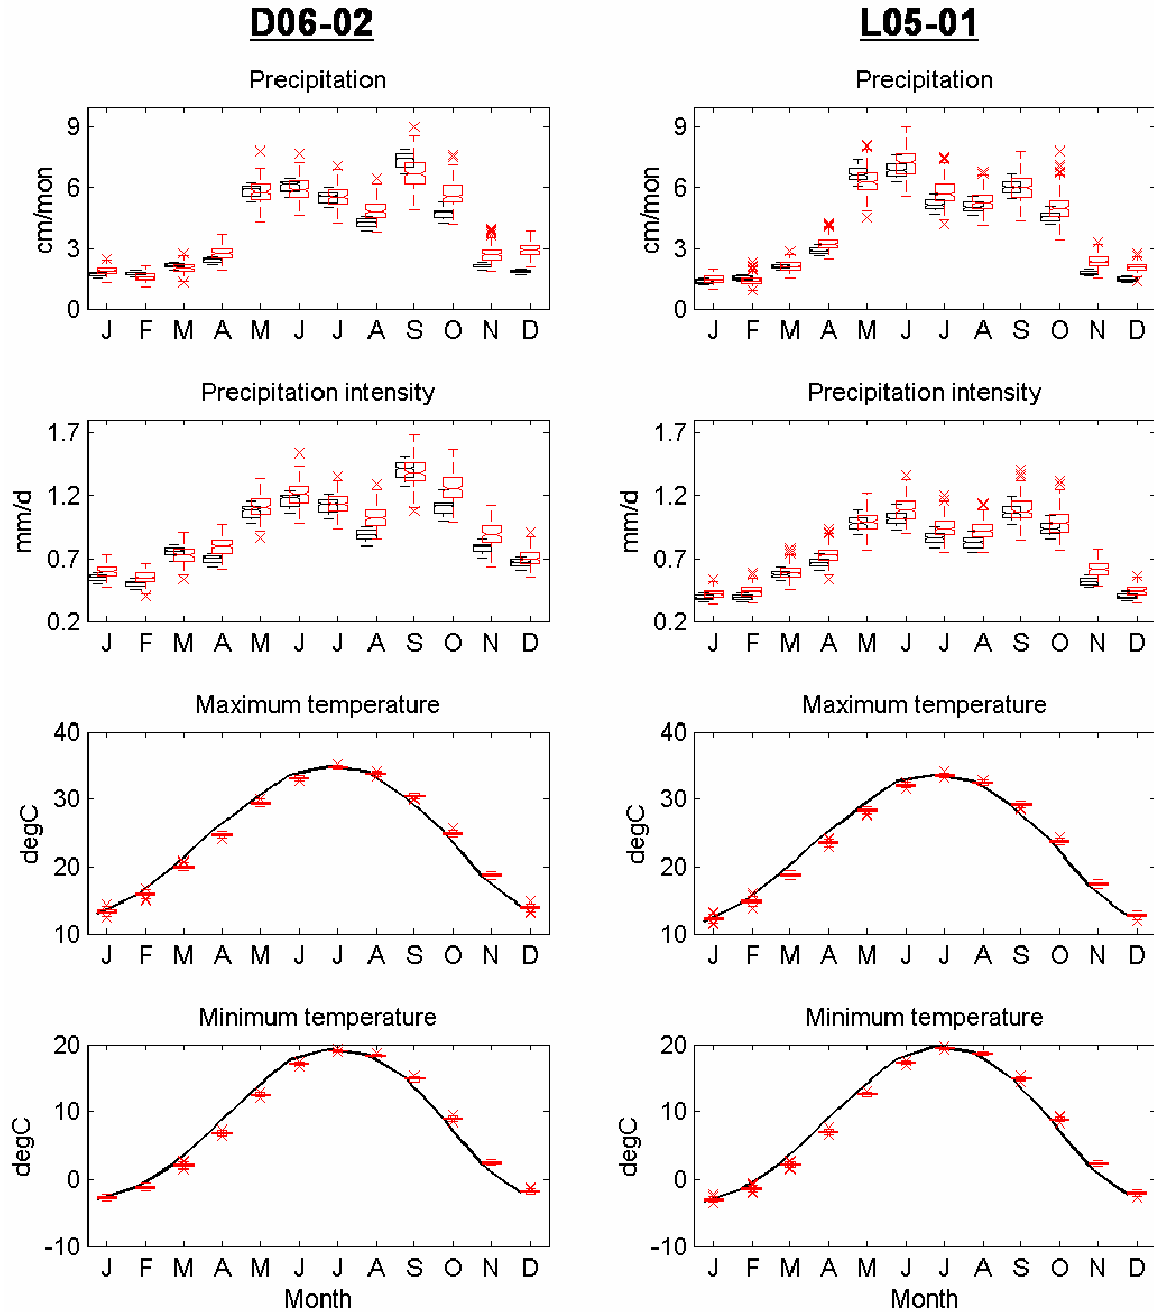 D06-02 L05-01
Precipitation Precipitation
9 9
6 6
3 3
0 0
cm/mon cm/mon
J F M A M J J A S O N D J F M A M J J A S O N D
Precipitation intensity Precipitation intensity
1.7 1.7
1.2 1.2
0.7 0.7
0.2 0.2
mm/d mm/d
J F M A M J J A S O N D J F M A M J J A S O N D
Maximum temperature Maximum temperature
40 40
30 30
20 20
10 10
degC degC
J F M A M J J A S O N D J F M A M J J A S O N D
Minimum temperature Minimum temperature
20 20
10 10
0 0
-10 -10
degC degC
J F M A M J J A S O N D J F M A M J J A S O N D
Month Month